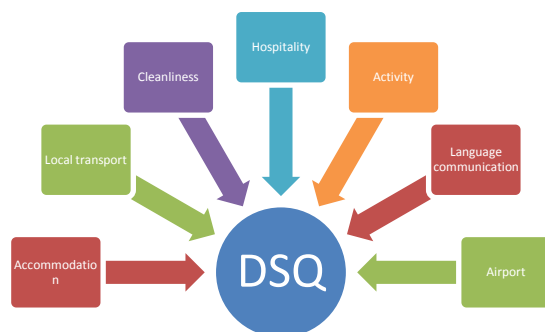 Hospitality
Cleanliness
Activity
Local transport
Language
communication
Accommodatio
n
DSQ
Airport